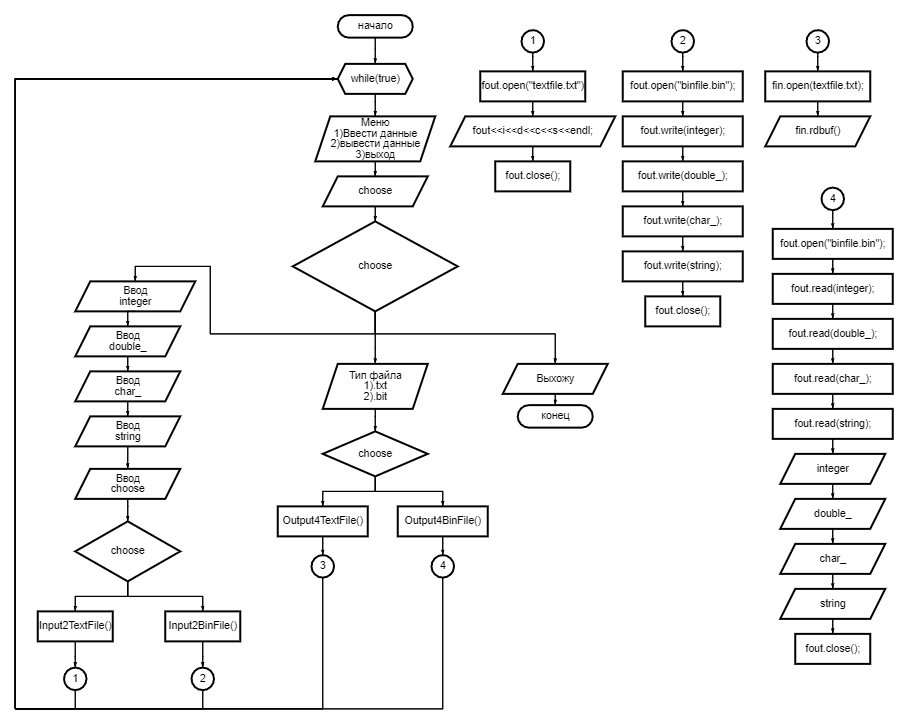 начало
while(true)
Меню
1)Ввести данные
2)вывести данные
3)выход
choose
choose
Ввод
integer
Ввод
double_
Ввод
char_
Ввод
string
Ввод
choose
choose
Input2TextFile()
Input2BinFile()
1
2
Тип файла
1).txt
2).bit
choose
Output4TextFile()
Output4BinFile()
3
4
Выхожу
конец
1
fout.open("textfile.txt")
fout<<i<<d<<c<<s<<endl;
fout.close();
2
fout.open("binfile.bin");
fout.write(integer);
fout.write(double_);
fout.write(char_);
fout.write(string);
fout.close();
3
fin.open(textfile.txt);
fin.rdbuf()
4
fout.open("binfile.bin");
fout.read(integer);
fout.read(double_);
fout.read(char_);
fout.read(string);
integer
double_
char_
string
fout.close();